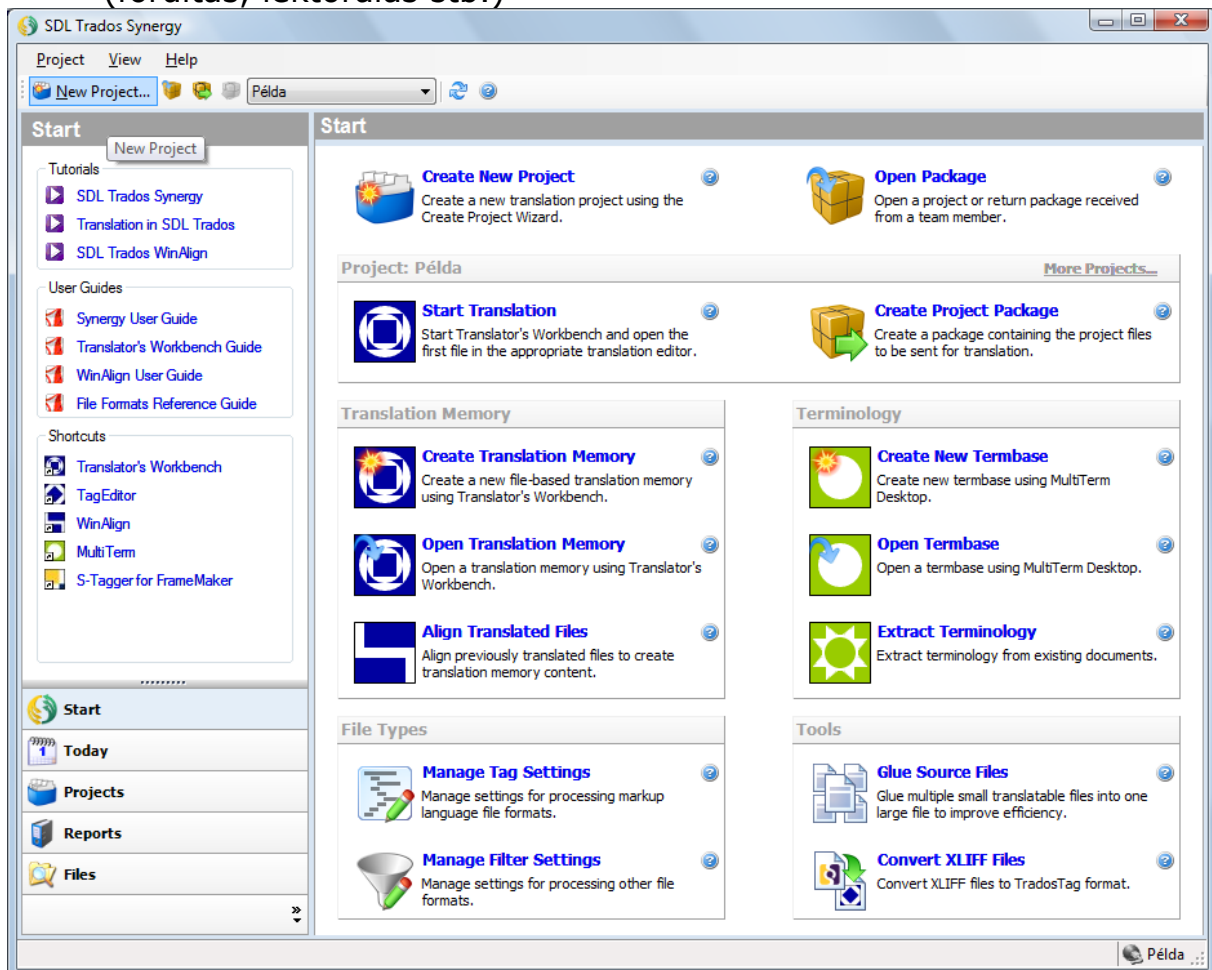 (fordítás, lektorálás stb.)
SDL Trados Synergy
Project View Help
New Project... Példa
Start
New Project
Tutorials
SDL Trados Synergy
Translation in SDL Trados
SDL Trados WinAlign
User Guides
Synergy User Guide
Translator's Workbench Guide
WinAlign User Guide
File Formats Reference Guide
Shortcuts
Translator's Workbench
TagEditor
WinAlign
MultiTerm
S-Tagger for FrameMaker
Start
Today
Projects
Reports
Files
Start
Create New Project
Create a new translation project using the
Create Project Wizard.
Open Package
Open a project or return package received
from a team member.
Project: Példa
More Projects...
Start Translation
Start Translator's Workbench and open the
first file in the appropriate translation editor.
Create Project Package
Create a package containing the project files
to be sent for translation.
Translation Memory
Create Translation Memory
Create a new file-based translation memory
using Translator's Workbench.
Open Translation Memory
Open a translation memory using Translator's
Workbench.
Align Translated Files
Align previously translated files to create
translation memory content.
Terminology
Create New Termbase
Create new termbase using MultiTerm
Desktop.
Open Termbase
Open a termbase using MultiTerm Desktop.
Extract Terminology
Extract terminology from existing documents.
File Types
Manage Tag Settings
Manage settings for processing markup
language file formats.
Manage Filter Settings
Manage settings for processing other file
formats.
Tools
Glue Source Files
Glue multiple small translatable files into one
large file to improve efficiency.
Convert XLIFF Files
Convert XLIFF files to TradosTag format.
Példa